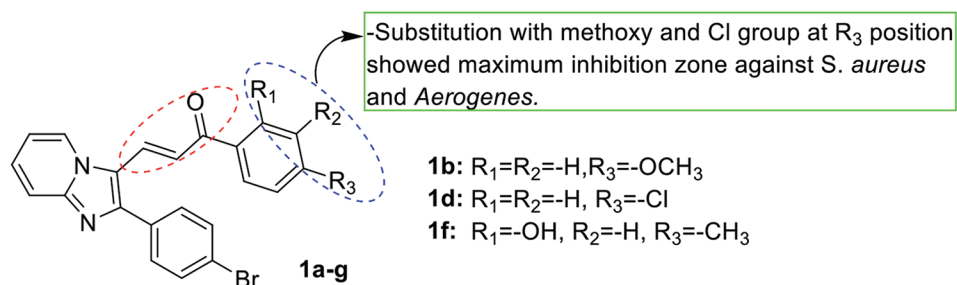 -Substitution with methoxy and Cl group at R3 position
showed maximum inhibition zone against S. aureus
and Aerogenes.
O
R1
R2
R3
N
N
Br
1a-g
1b: R1=R2=-H,R3=-OCH3
1d: R1=R2=-H, R3=-Cl
1f: R1=-OH, R2=-H, R3=-CH3